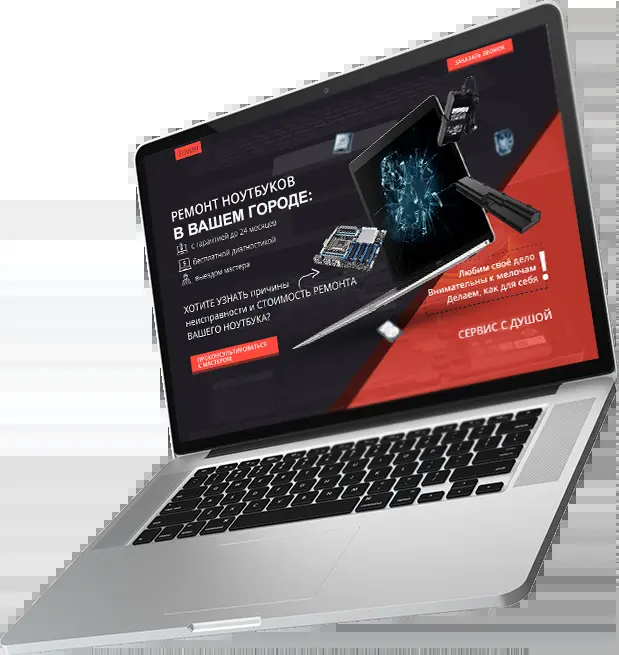 ЗАКАЗАТЬ ЗВОНОК
РЕМОНТ НОУТБУКОВ
В ВАШЕМ ГОРОДЕ:
с гарантией до 24 месяцев
бесплатной диагностикой
выездом мастера
ХОТИТЕ УЗНАТЬ причины
неисправности и СТОИМОСТЬ РЕМОНТА
ВАШЕГО НОУТБУКА?
ПРОКОНСУЛЬТИРОВАТЬСЯ
С МАСТЕРОМ
Любим своё дело
Внимательны к мелочам
Делаем, Как для себя
!
СЕРВИС С ДУШОЙ